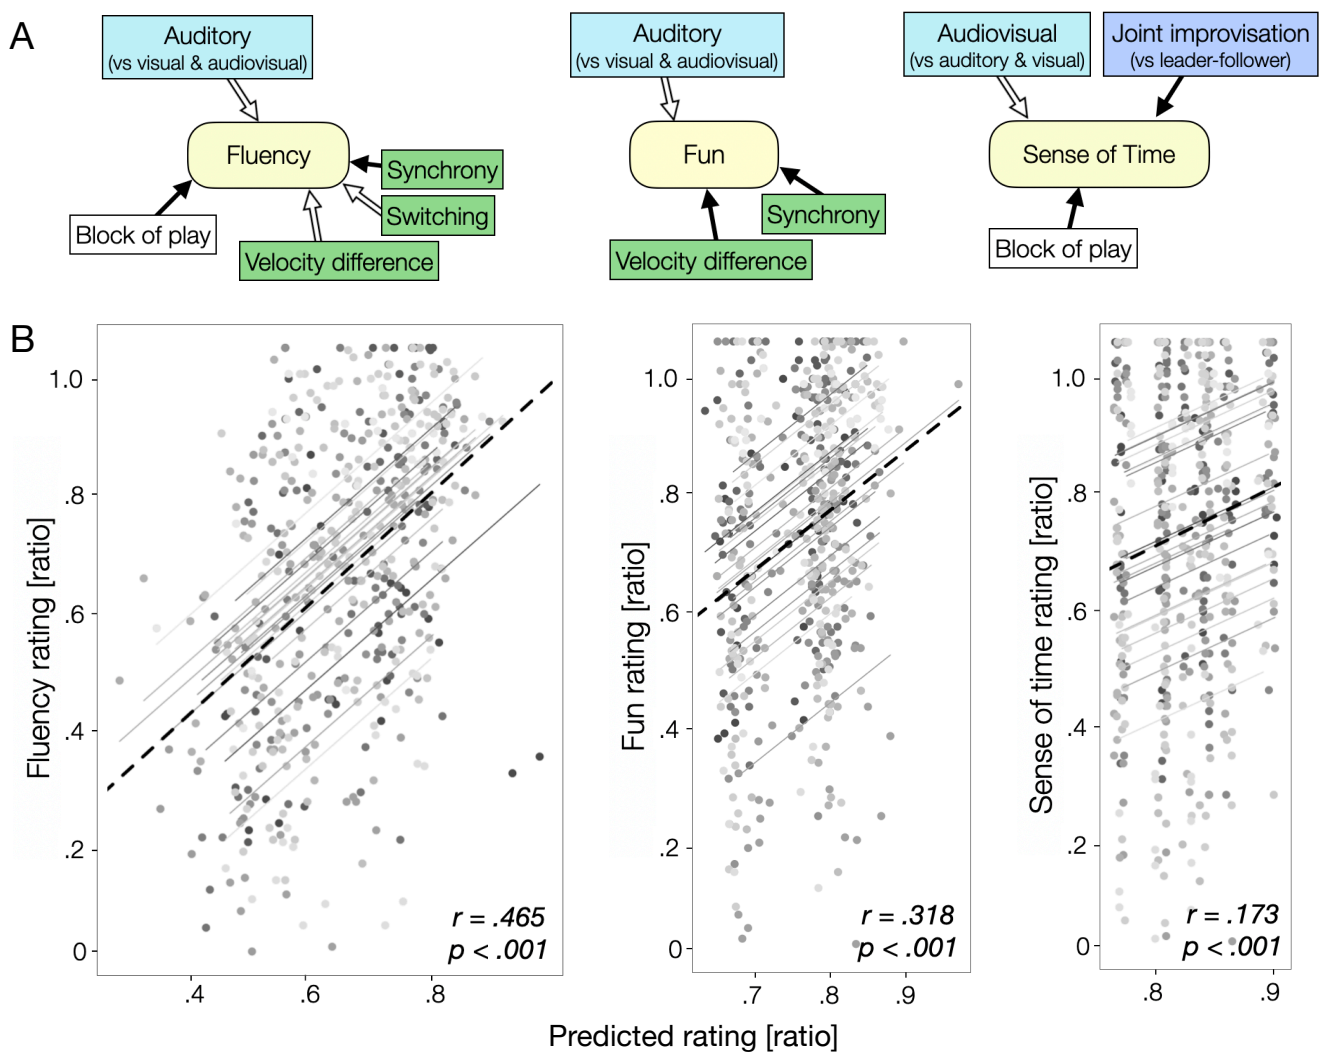 A
Auditory
(vs visual & audiovisual)
Fluency
Synchrony
Switching
Block of play
Velocity difference
Auditory
(vs visual & audiovisual)
Fun
Synchrony
Velocity difference
Audiovisual
(vs auditory & visual)
Joint improvisation
(vs leader-follower)
Sense of Time
Block of play
B
Fluency rating [ratio]
1.0
.8
.6
.4
.2
0
r = .465
p < .001
.4
.6
.8
Fun rating [ratio]
1.0
.8
.6
.4
.2
0
r = .318
p < .001
.7
.8
.9
Sense of time rating [ratio]
1.0
.8
.6
.4
.2
0
r = .173
p < .001
.8
.9
Predicted rating [ratio]